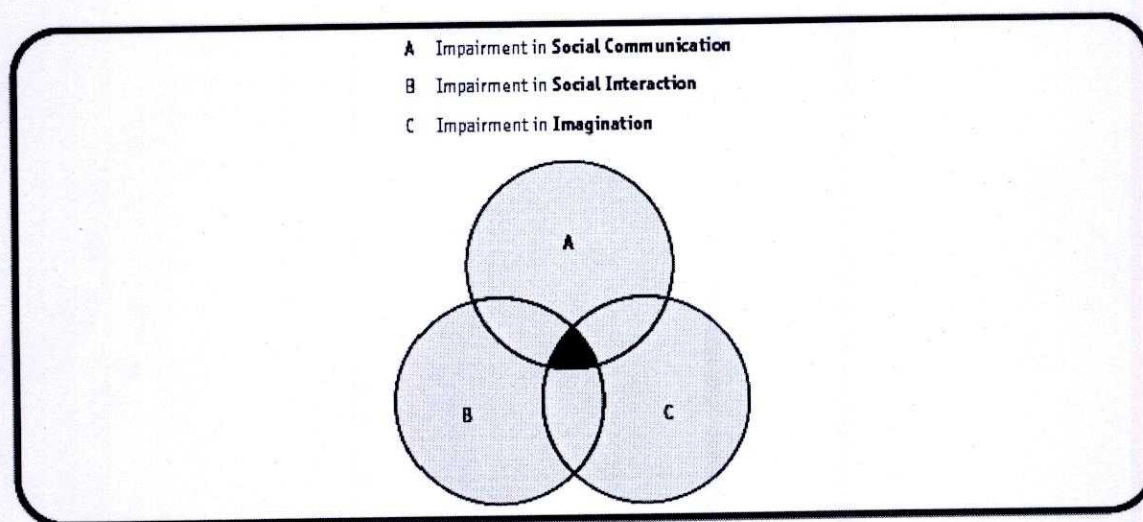 A Impairment in Social Communication
B Impairment in Social Interaction
C Impairment in Imagination
A
B
C